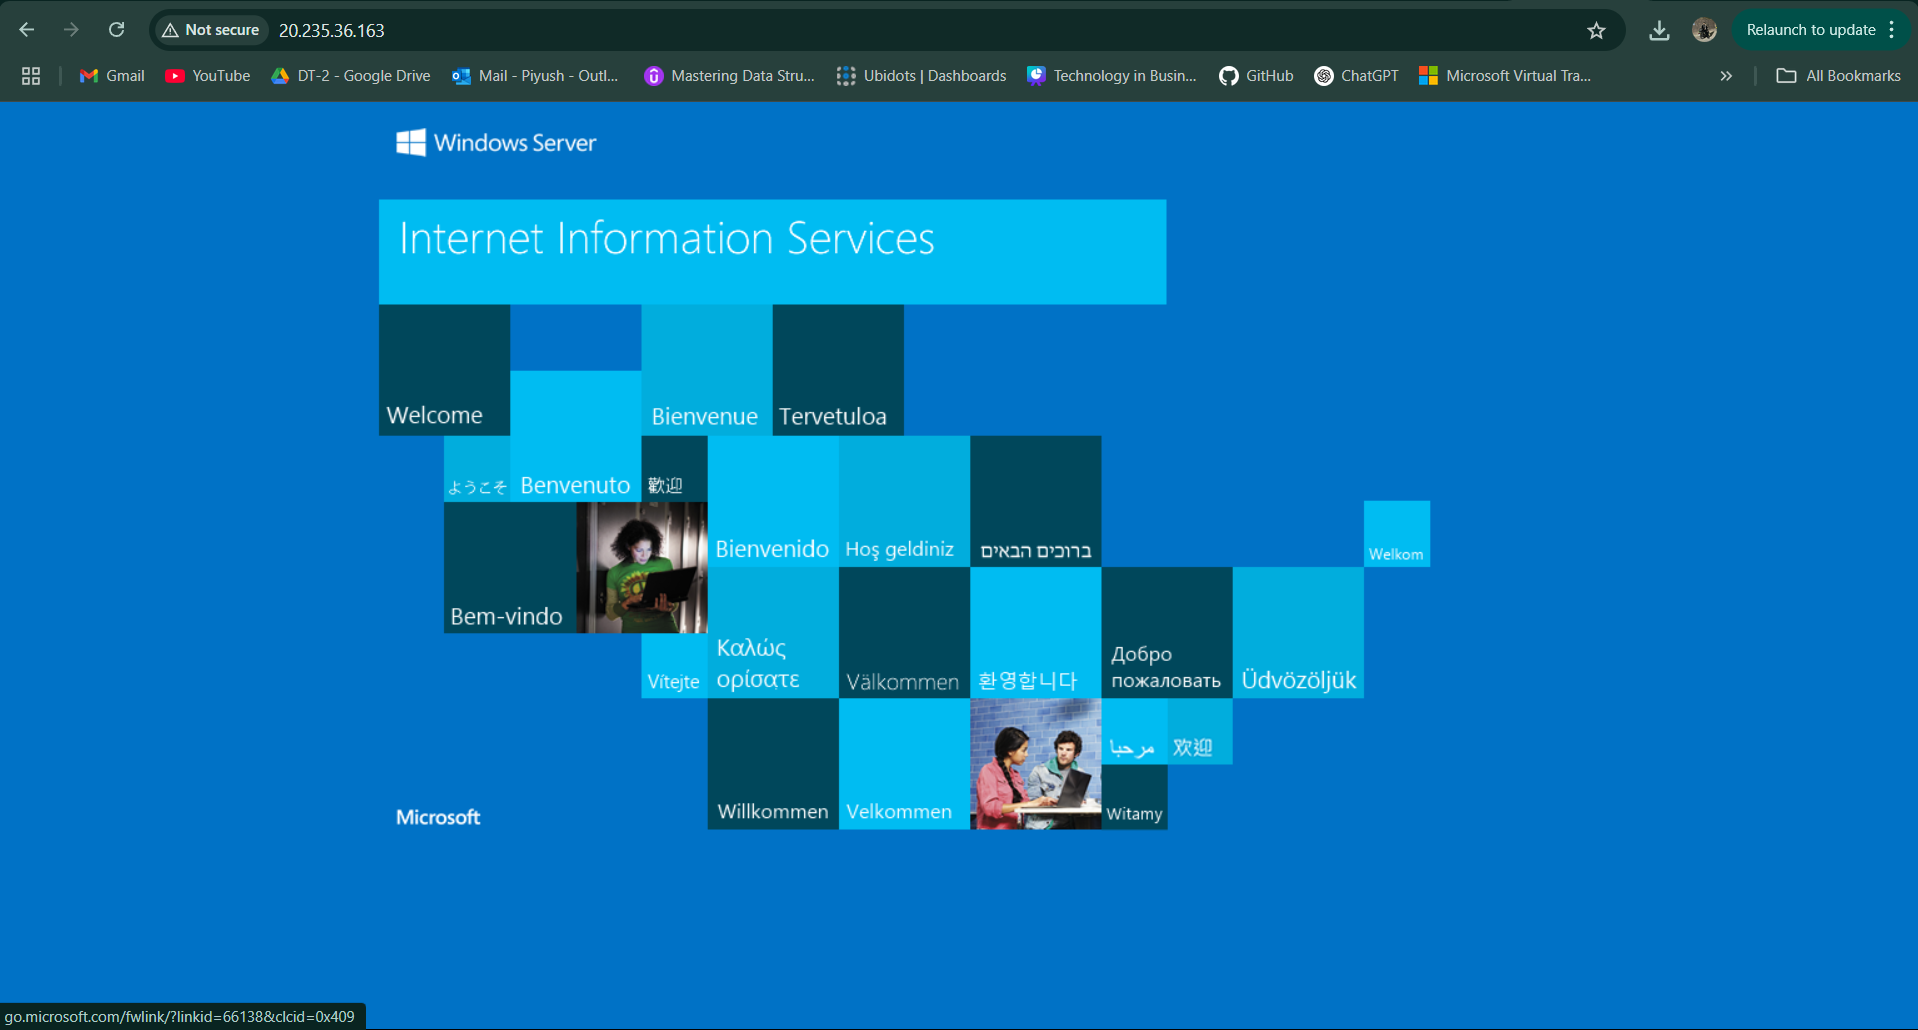 Not secure
20.235.36.163
Relaunch to update
Gmail
YouTube
DT-2 - Google Drive
Mail - Piyush - Outl...
Mastering Data Stru...
Ubidots | Dashboards
Technology in Busin...
GitHub
ChatGPT
Microsoft Virtual Tra...
All Bookmarks
Windows Server
Internet Information Services
Welcome
Bienvenue
Tervetuloa
ようこそ
Benvenuto
歡迎
Bienvenido
Hoş geldiniz
ברוכים הבאים
Welkom
Bem-vindo
Vítejte
Καλώς
ορίσατε
Välkommen
환영합니다
Добро
пожаловать
Üdvözöljük
مرحبا
欢迎
Willkommen
Velkommen
Witamy
Microsoft
go.microsoft.com/fwlink/?linkid=66138&clcid=0x409